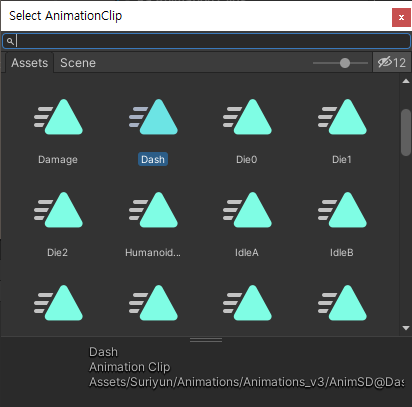 Select AnimationClip
Assets Scene 12
Damage Dash Die0 Die1
Die2 Humanoid... IdleA IdleB
Dash
Animation Clip
Assets/Suriyun/Animations/Animations_v3/AnimSD@Das